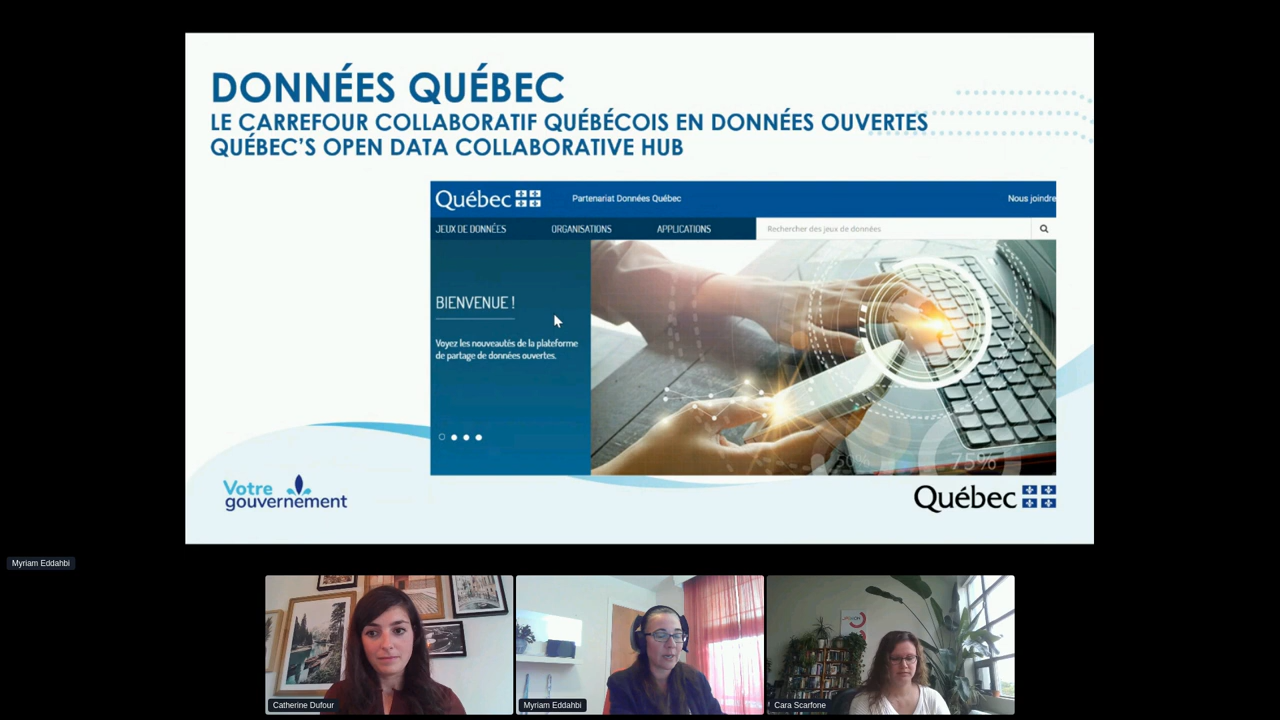 DONNÉES QUÉBEC
LE CARREFOUR COLLABORATIF QUÉBÉCOIS EN DONNÉES OUVERTES
QUÉBEC’S OPEN DATA COLLABORATIVE HUB
Québec
Partenariat Données Québec
Nous joindre
JEUX DE DONNÉES
ORGANISATIONS
APPLICATIONS
Rechercher des jeux de données
BIENVENUE !
Voyez les nouveautés de la plateforme
de partage de données ouvertes.
50%
75%
Votre
gouvernement
Québec
Myriam Eddahbi
Catherine Dufour
Myriam Eddahbi
Cara Scarfone